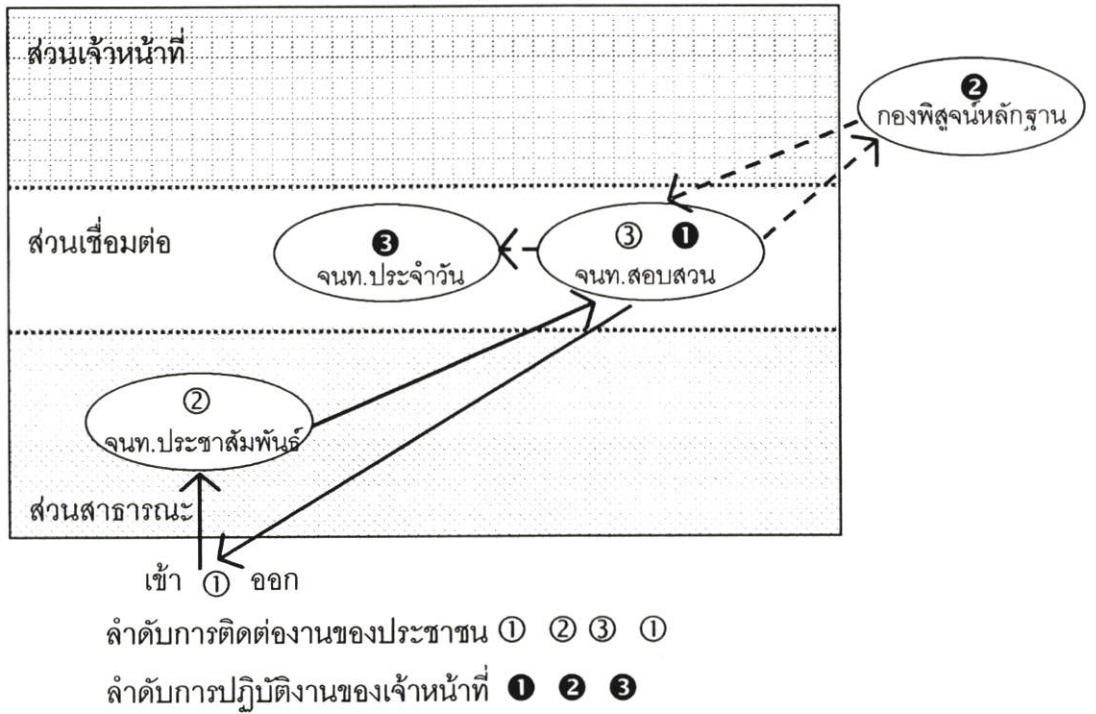 ส่วนเจ้าหน้าที่
❷
กองพิสูจน์หลักฐาน
ส่วนเชื่อมต่อ
❸
จนท.ประจำวัน
③ ❶
จนท.สอบสวน
②
จนท.ประชาสัมพันธ์
ส่วนสาธารณะ
เข้า ① ออก
ลำดับการติดต่องานของประชาชน ① ② ③ ①
ลำดับการปฏิบัติงานของเจ้าหน้าที่ ❶ ❷ ❸